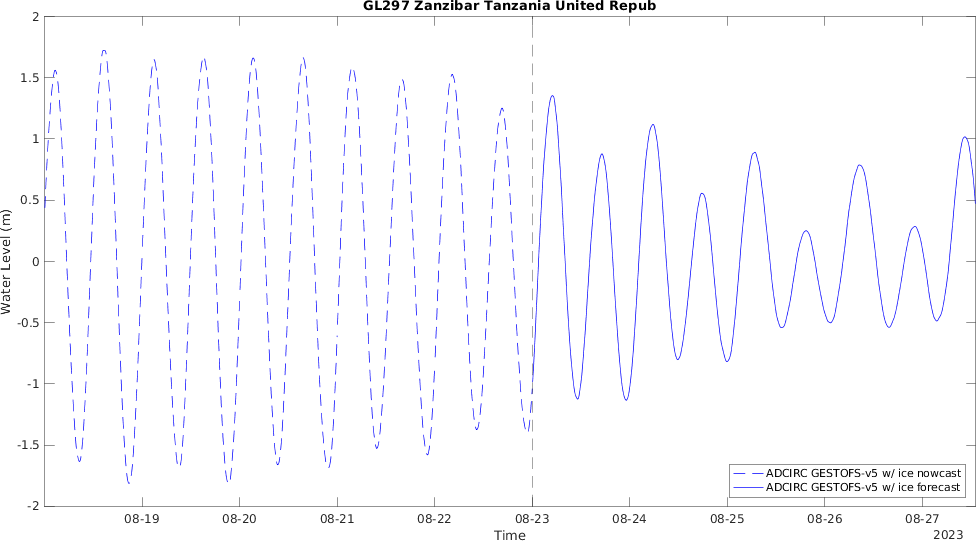 GL297 Zanzibar Tanzania United Repub
2
1.5
1
0.5
0
-0.5
-1
-1.5
-2
Water Level (m)
08-19 08-20 08-21 08-22 08-23 08-24 08-25 08-26 08-27
Time
2023
ADCIRC GESTOFS-v5 w/ ice nowcast
ADCIRC GESTOFS-v5 w/ ice forecast